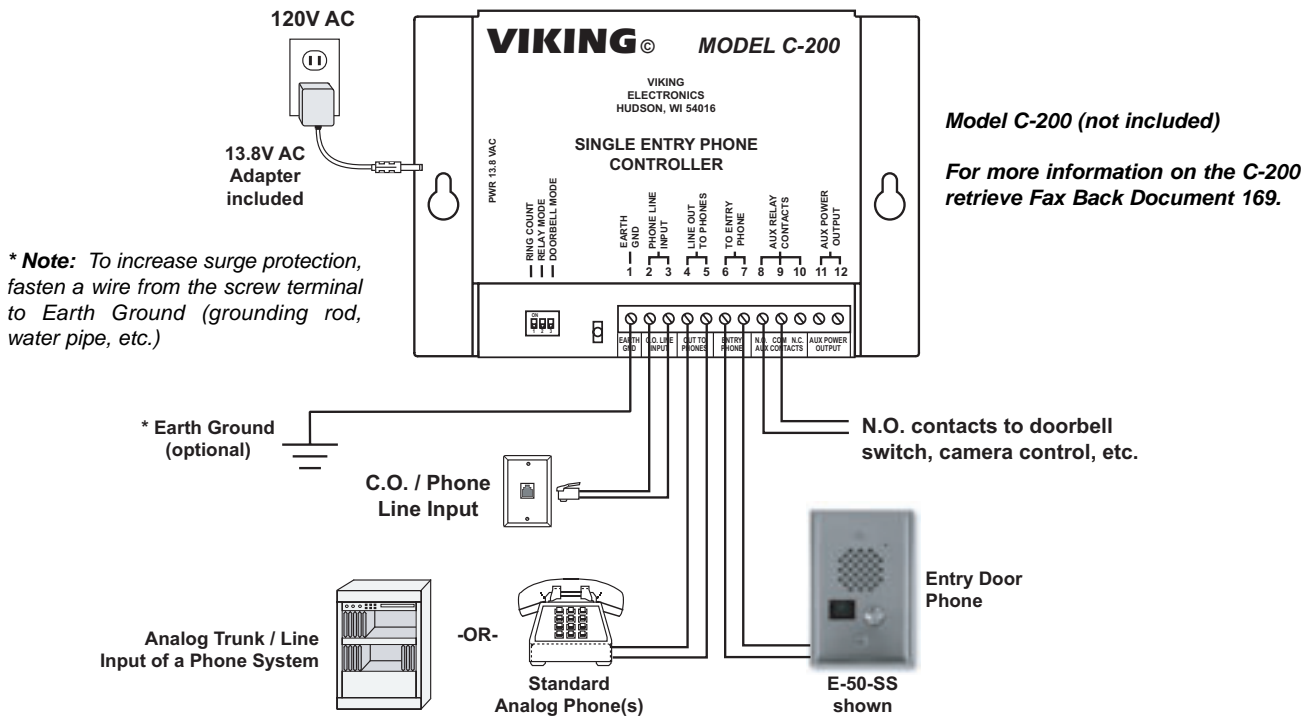 120V AC
13.8V AC
Adapter
included
* Note: To increase surge protection,
fasten a wire from the screw terminal
to Earth Ground (grounding rod,
water pipe, etc.)
VIKING© MODEL C-200
VIKING
ELECTRONICS
HUDSON, WI 54016
SINGLE ENTRY PHONE
CONTROLLER
PWR 13.8 VAC
RING COUNT
RELAY MODE
DOORBELL MODE
EARTH
GND
PHONE LINE
INPUT
LINE OUT
TO PHONES
TO ENTRY
PHONE
AUX RELAY
CONTACTS
AUX POWER
OUTPUT
1 2 3 4 5 6 7 8 9 10 11 12
ON
1 2 3
EARTH
GND
C.O. LINE
INPUT
OUT TO
PHONES
ENTRY
PHONE
N.O. COM N.C.
AUX CONTACTS
AUX POWER
OUTPUT
Model C-200 (not included)
For more information on the C-200
retrieve Fax Back Document 169.
* Earth Ground
(optional)
C.O. / Phone
Line Input
N.O. contacts to doorbell
switch, camera control, etc.
Analog Trunk / Line
Input of a Phone System
-OR-
Standard
Analog Phone(s)
Entry Door
Phone
E-50-SS
shown